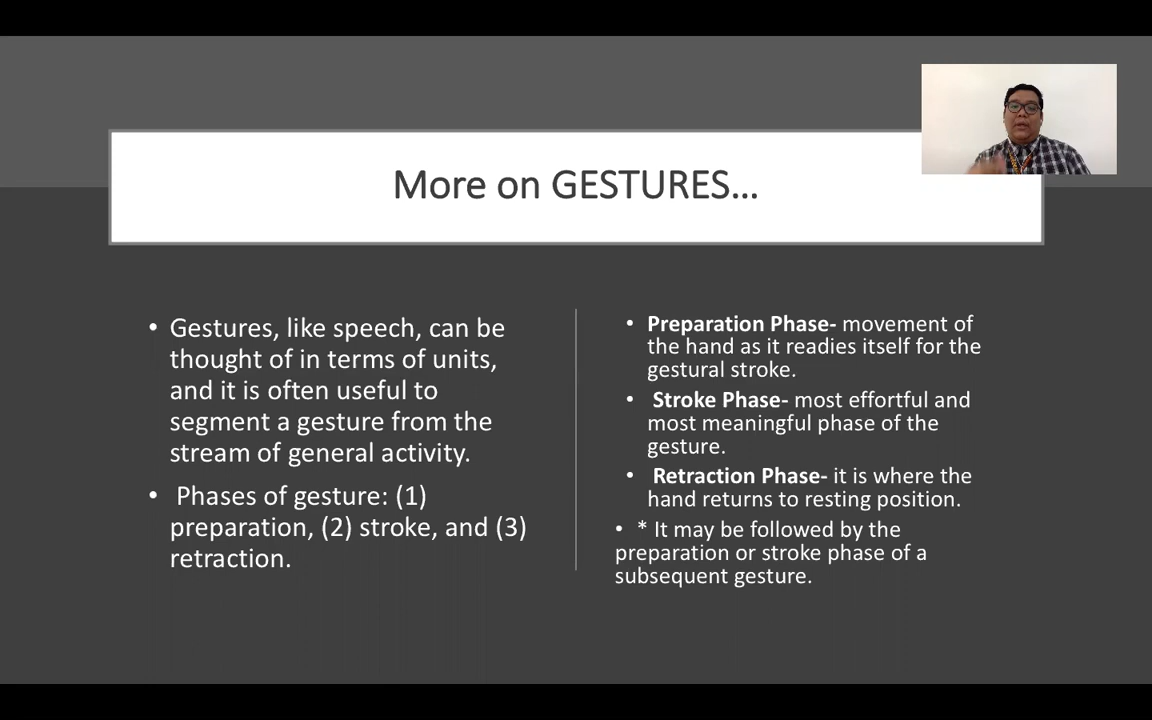 More on GESTURES...
• Gestures, like speech, can be
thought of in terms of units,
and it is often useful to
segment a gesture from the
stream of general activity.
• Phases of gesture: (1)
preparation, (2) stroke, and (3)
retraction.
• Preparation Phase- movement of
the hand as it readies itself for the
gestural stroke.
• Stroke Phase- most effortful and
most meaningful phase of the
gesture.
• Retraction Phase- it is where the
hand returns to resting position.
• * It may be followed by the
preparation or stroke phase of a
subsequent gesture.